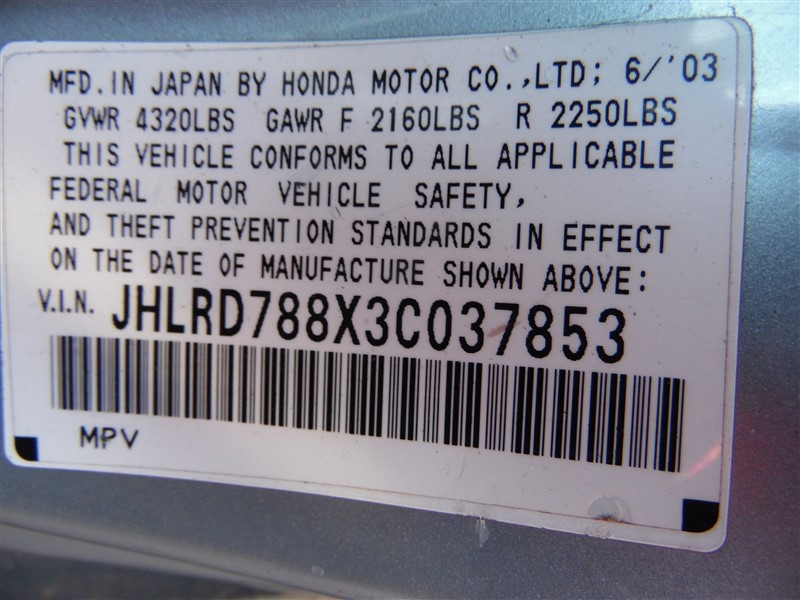 MFD. IN JAPAN BY HONDA MOTOR CO.,LTD; 6/'03
GVWR 4320LBS GAWR F 2160LBS R 2250LBS
THIS VEHICLE CONFORMS TO ALL APPLICABLE
FEDERAL MOTOR VEHICLE SAFETY,
AND THEFT PREVENTION STANDARDS IN EFFECT
ON THE DATE OF MANUFACTURE SHOWN ABOVE:
V.I.N. JHLRD788X3C037853
MPV